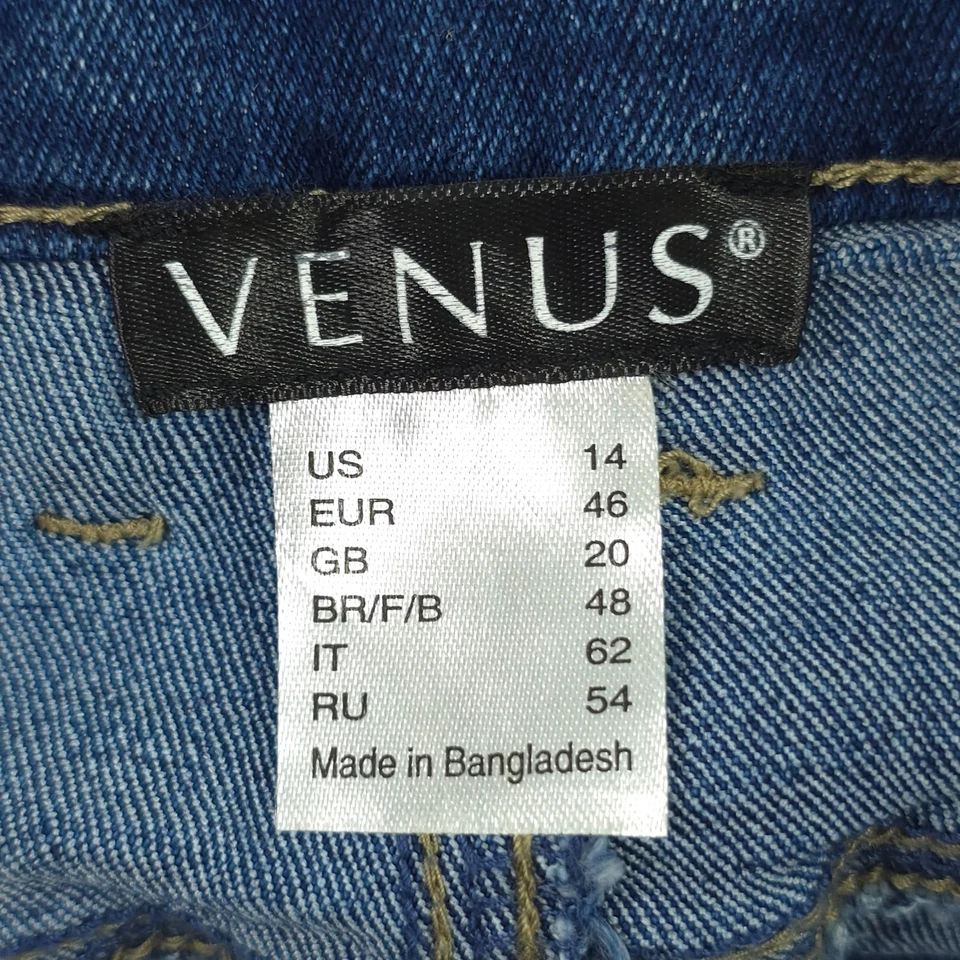 VENUS®
US 14
EUR 46
GB 20
BR/F/B 48
IT 62
RU 54
Made in Bangladesh